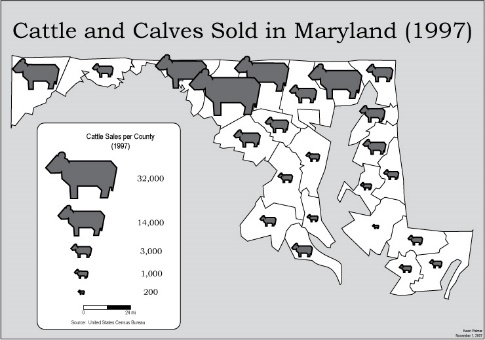 Cattle and Calves Sold in Maryland (1997)
Cattle Sales per County
(1997)
32,000
14,000
3,000
1,000
200
0
Source: United States Census Bureau